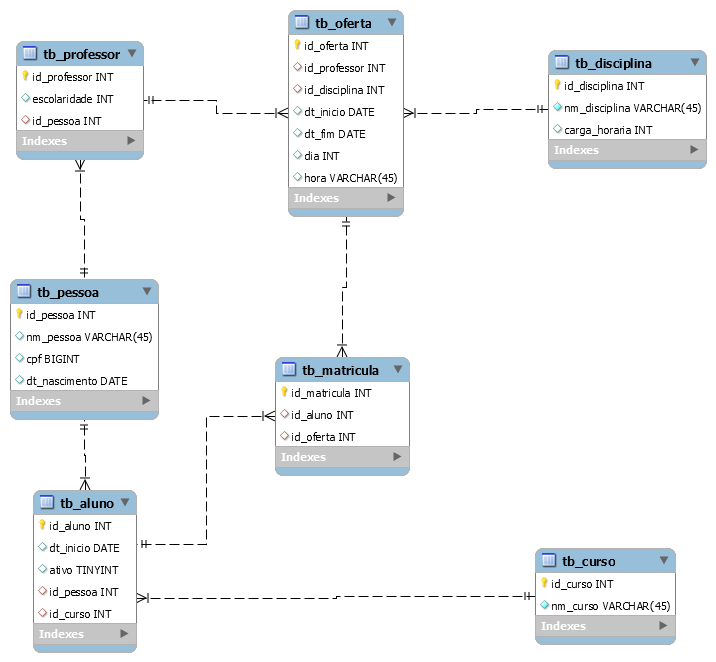 tb_professor
id_professor INT
escolaridade INT
id_pessoa INT
Indexes
tb_oferta
id_oferta INT
id_professor INT
id_disciplina INT
dt_inicio DATE
dt_fim DATE
dia INT
hora VARCHAR(45)
Indexes
tb_disciplina
id_disciplina INT
nm_disciplina VARCHAR(45)
carga_horaria INT
Indexes
tb_pessoa
id_pessoa INT
nm_pessoa VARCHAR(45)
cpf BIGINT
dt_nascimento DATE
Indexes
tb_matricula
id_matricula INT
id_aluno INT
id_oferta INT
Indexes
tb_aluno
id_aluno INT
dt_inicio DATE
ativo TINYINT
id_pessoa INT
id_curso INT
Indexes
tb_curso
id_curso INT
nm_curso VARCHAR(45)
Indexes